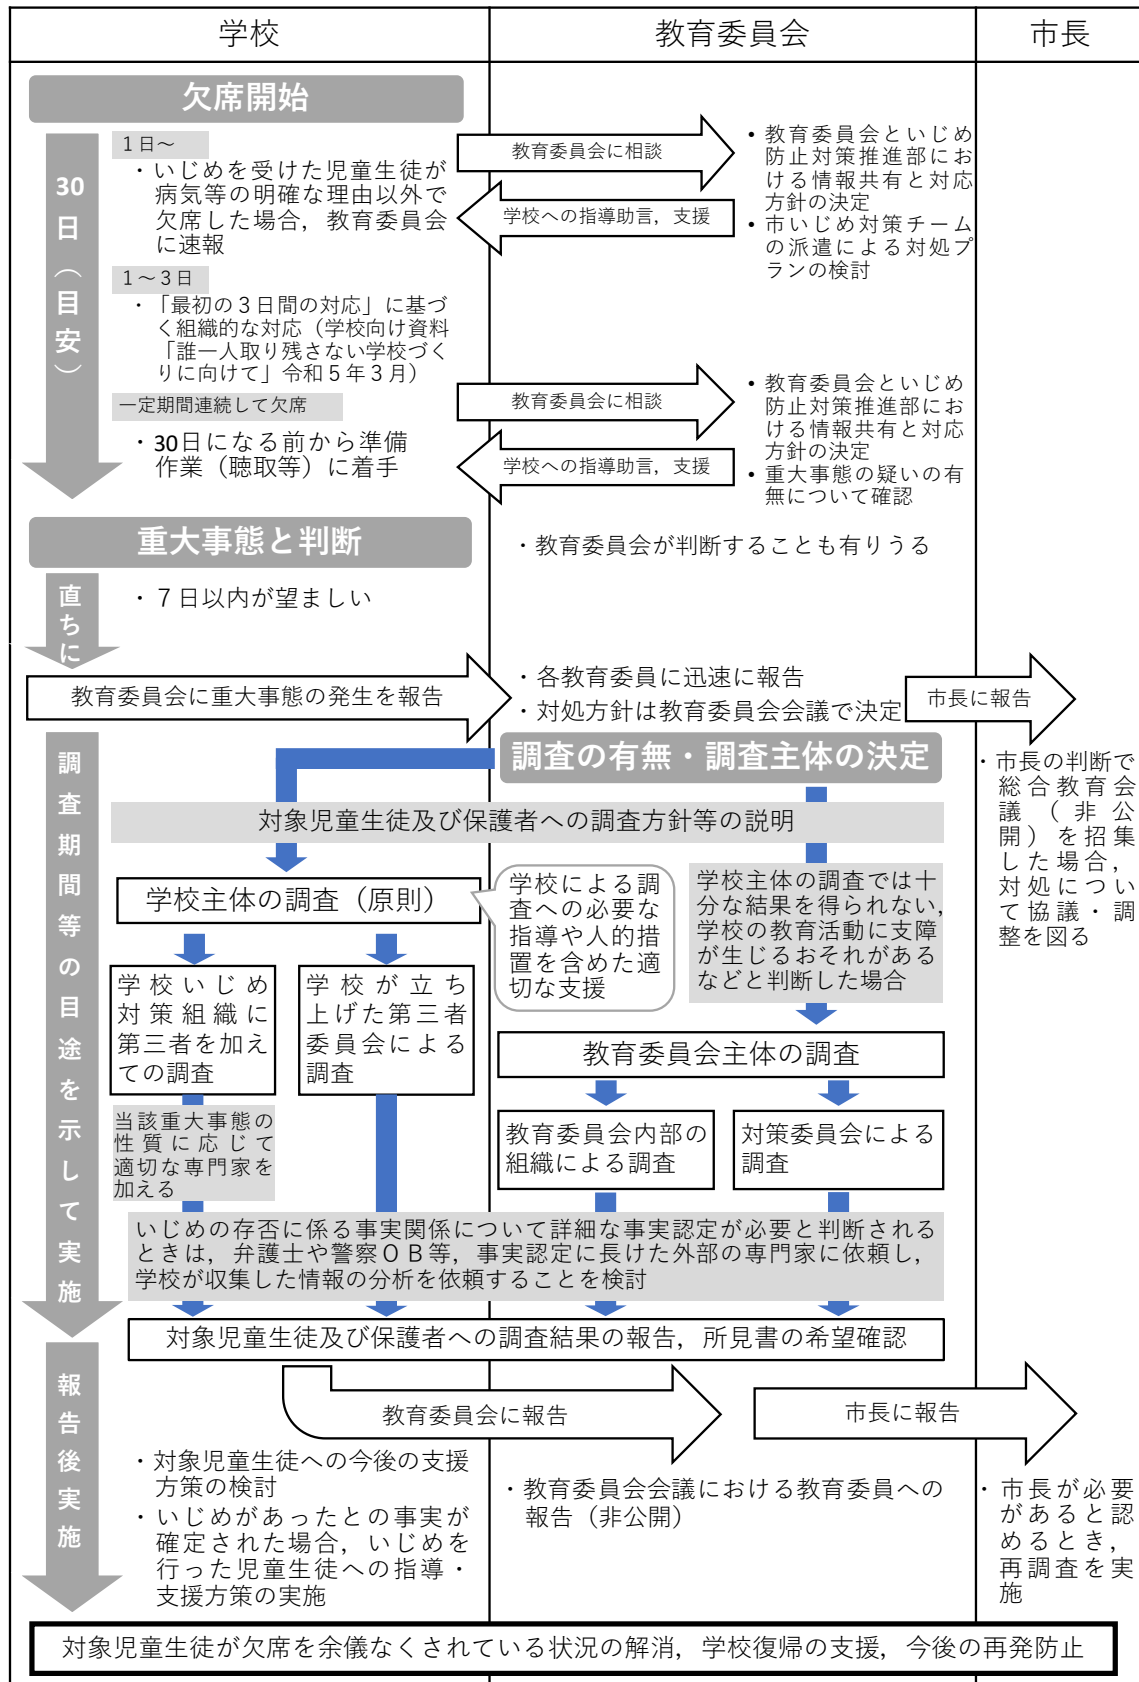 学校
教育委員会
市長
欠席開始
30日（目安）
１日～
・いじめを受けた児童生徒が
病気等の明確な理由以外で
欠席した場合，教育委員会
に速報
教育委員会に相談
学校への指導助言，支援
• 教育委員会といじめ
防止対策推進部にお
ける情報共有と対応
方針の決定
• 市いじめ対策チーム
の派遣による対処プ
ランの検討
１～３日
・「最初の３日間の対応」に基づ
く組織的な対応（学校向け資料
「誰一人取り残さない学校づく
りに向けて」令和５年３月）
一定期間連続して欠席
・30日になる前から準備
作業（聴取等）に着手
教育委員会に相談
学校への指導助言，支援
• 教育委員会といじめ
防止対策推進部にお
ける情報共有と対応
方針の決定
• 重大事態の疑いの有
無について確認
重大事態と判断
・教育委員会が判断することも有りうる
直ちに
・７日以内が望ましい
教育委員会に重大事態の発生を報告
・各教育委員に迅速に報告
・対処方針は教育委員会会議で決定
市長に報告
調査期間等の目途を示して実施
調査の有無・調査主体の決定
・市長の判断で
総合教育会
議（非公
開）を招集
した場合，
対処につい
て協議・調
整を図る
対象児童生徒及び保護者への調査方針等の説明
学校主体の調査（原則）
学校による調
査への必要な
指導や人的措
置を含めた適
切な支援
学校主体の調査では十
分な結果を得られない，
学校の教育活動に支障
が生じるおそれがある
などと判断した場合
学校いじめ
対策組織に
第三者を加え
ての調査
学校が立ち
上げた第三者
委員会による
調査
教育委員会主体の調査
当該重大事態の
性質に応じて
適切な専門家を
加える
教育委員会内部の
組織による調査
対策委員会による
調査
いじめの存否に係る事実関係について詳細な事実認定が必要と判断される
ときは，弁護士や警察ＯＢ等，事実認定に長けた外部の専門家に依頼し，
学校が収集した情報の分析を依頼することを検討
対象児童生徒及び保護者への調査結果の報告，所見書の希望確認
報告後実施
教育委員会に報告
市長に報告
・対象児童生徒への今後の支援
方策の検討
・いじめがあったとの事実が
確定された場合，いじめを
行った児童生徒への指導・
支援方策の実施
・教育委員会会議における教育委員への
報告（非公開）
・市長が必要
があると認
めるとき，
再調査を実
施
対象児童生徒が欠席を余儀なくされている状況の解消，学校復帰の支援，今後の再発防止